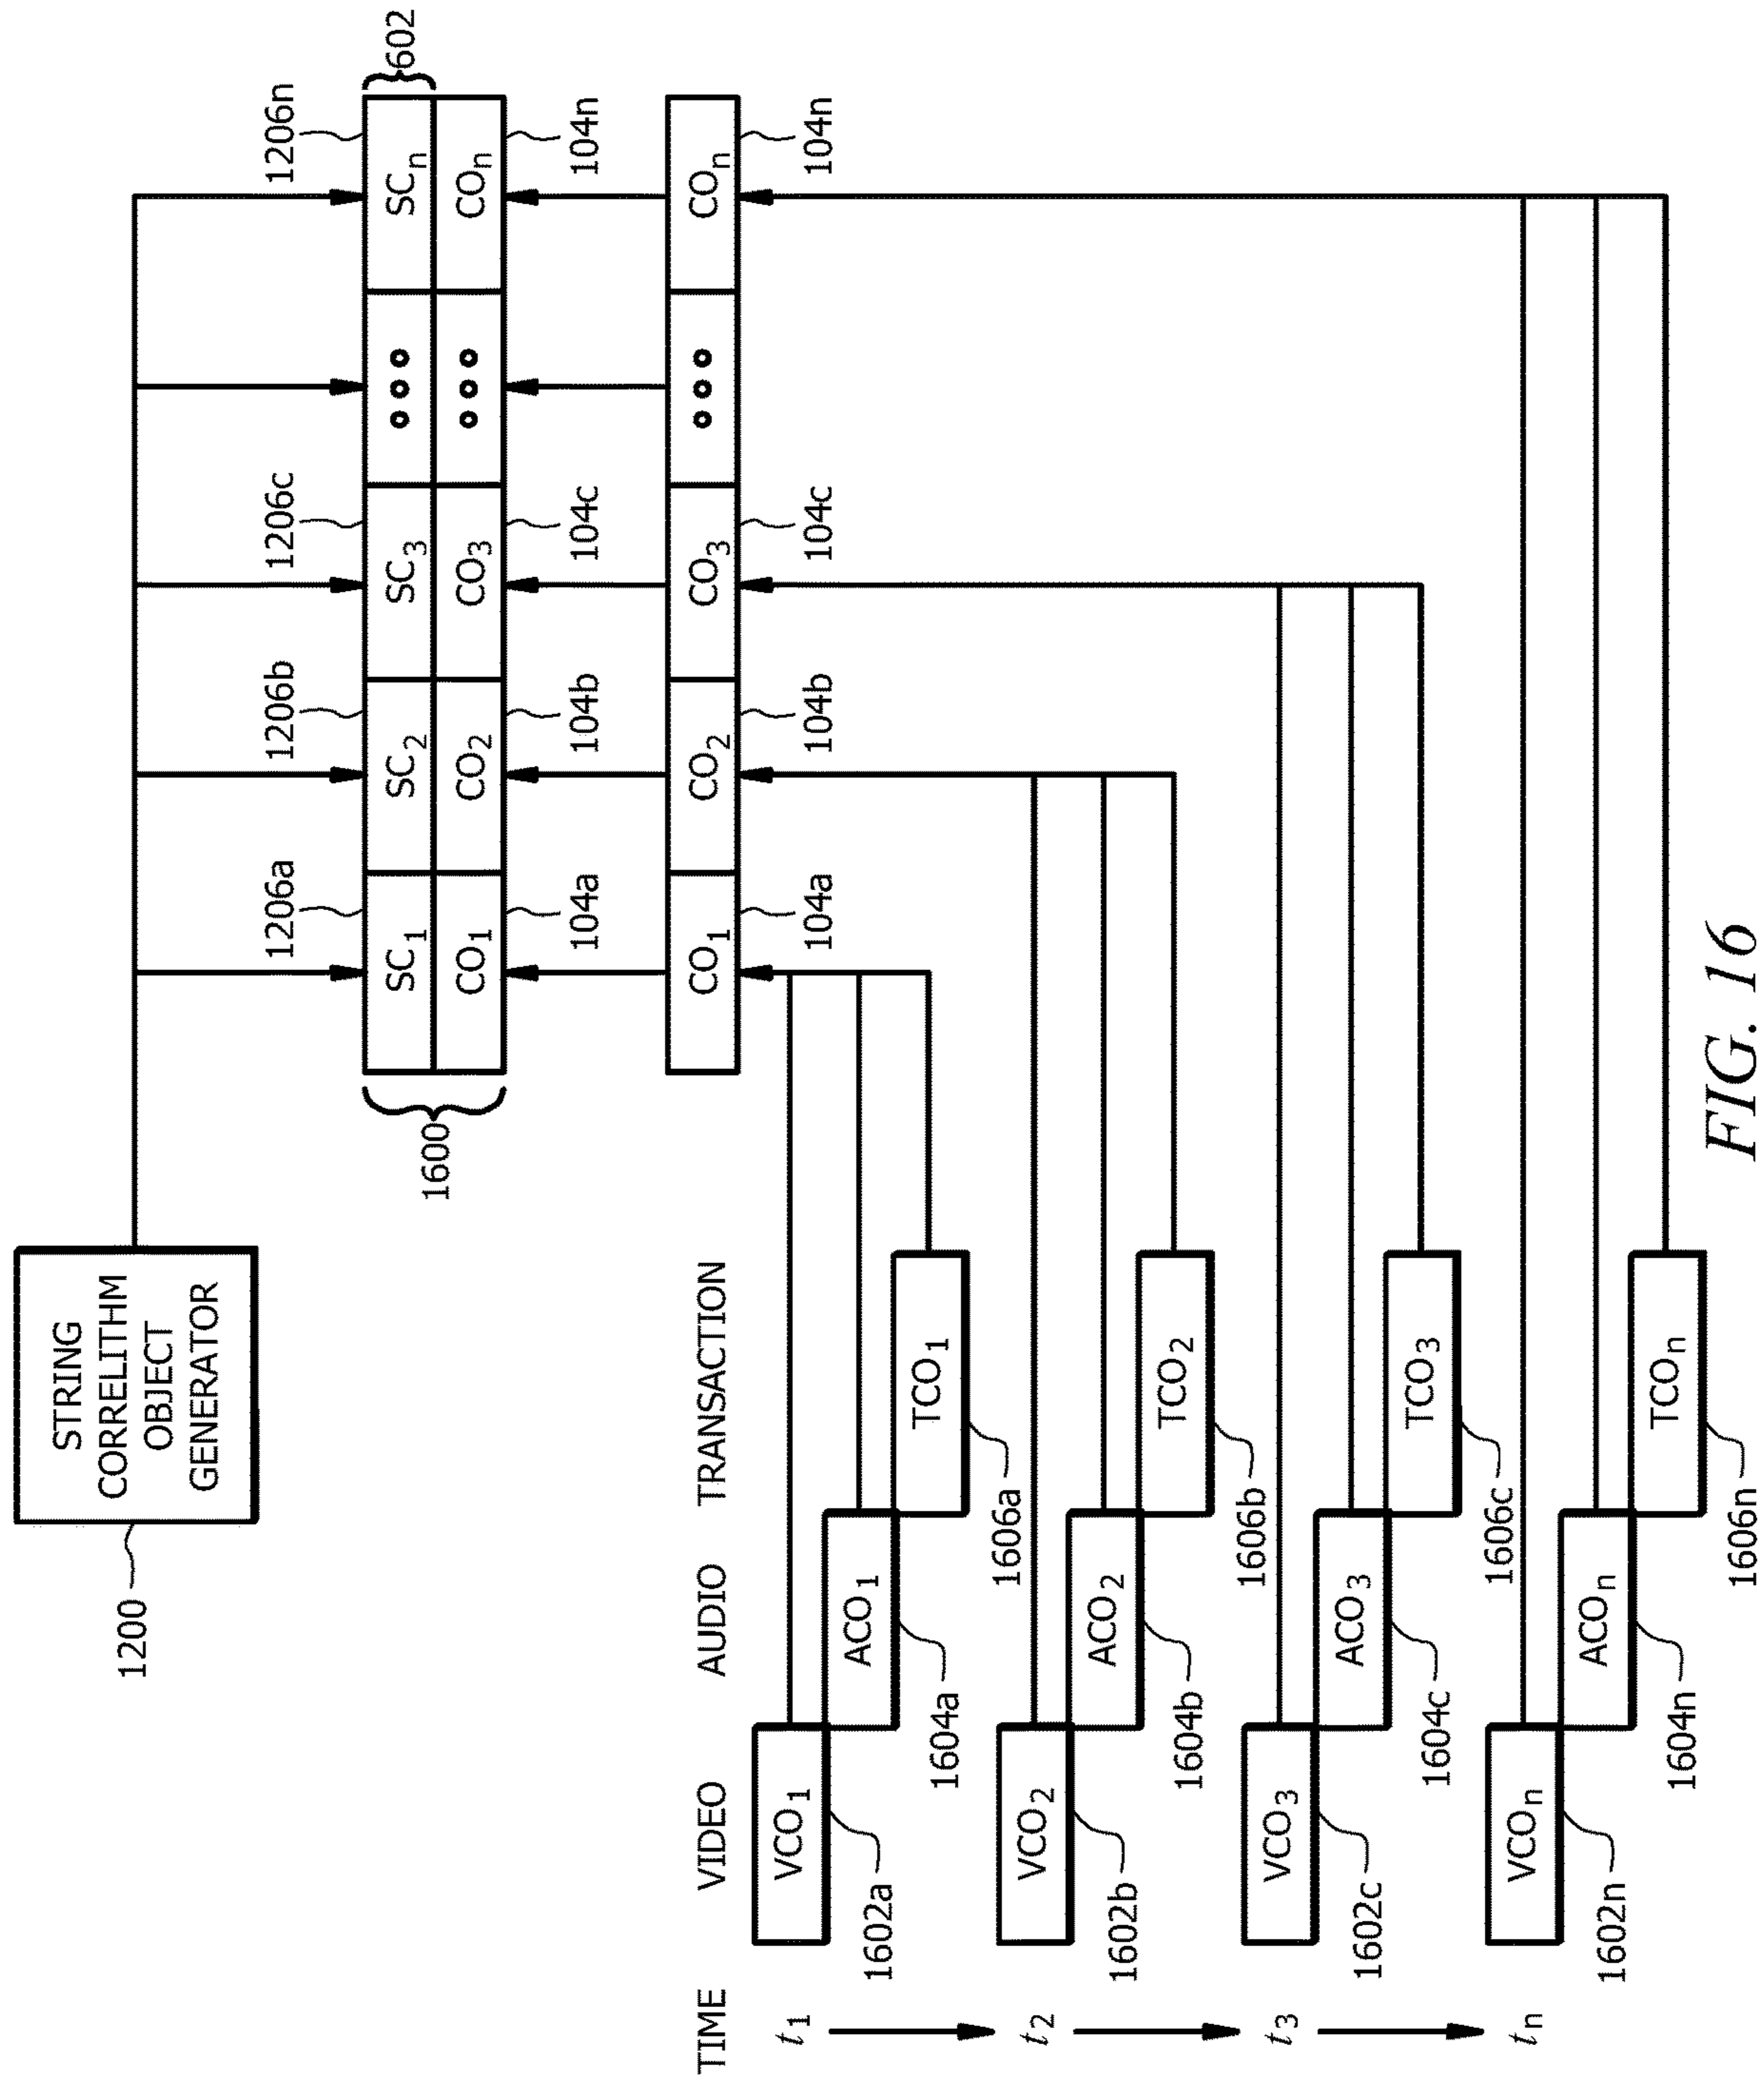 STRING
CORRELITHM
OBJECT
GENERATOR
1200
1206a 1206b 1206c 1206n
602
SC1 SC2 SC3 ooo SCn
CO1 CO2 CO3 ooo COn
1600
104a 104b 104c 104n
CO1 CO2 CO3 ooo COn
104a 104b 104c 104n
TIME VIDEO AUDIO TRANSACTION
t1 VCO1
1602a
ACO1
1604a
TCO1
1606a
t2 VCO2
1602b
ACO2
1604b
TCO2
1606b
t3 VCO3
1602c
ACO3
1604c
TCO3
1606c
tn VCOn
1602n
ACOn
1604n
TCOn
1606n
FIG. 16